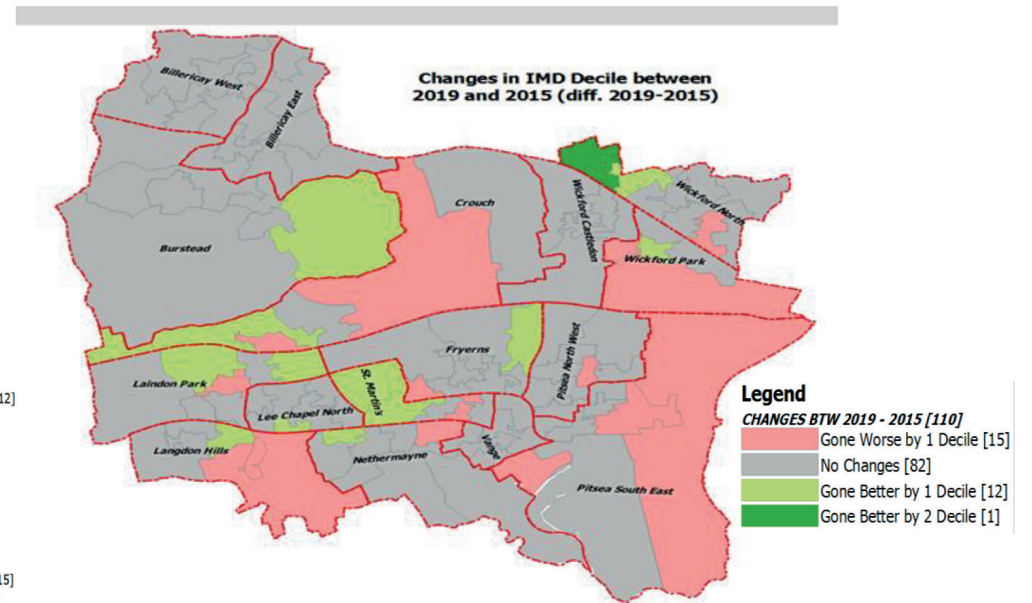 Changes in IMD Decile between
2019 and 2015 (diff. 2019-2015)
Billericay West
Billericay East
Crouch
Wickford Castledon
Wickford North
Burstead
Wickford Park
Fryerns
Pitsea North West
Laindon Park
St. Martin's
Lee Chapel North
Langdon Hills
Nethermayne
Vange
Pitsea South East
12]
15]
Legend
CHANGES BTW 2019 - 2015 [110]
Gone Worse by 1 Decile [15]
No Changes [82]
Gone Better by 1 Decile [12]
Gone Better by 2 Decile [1]